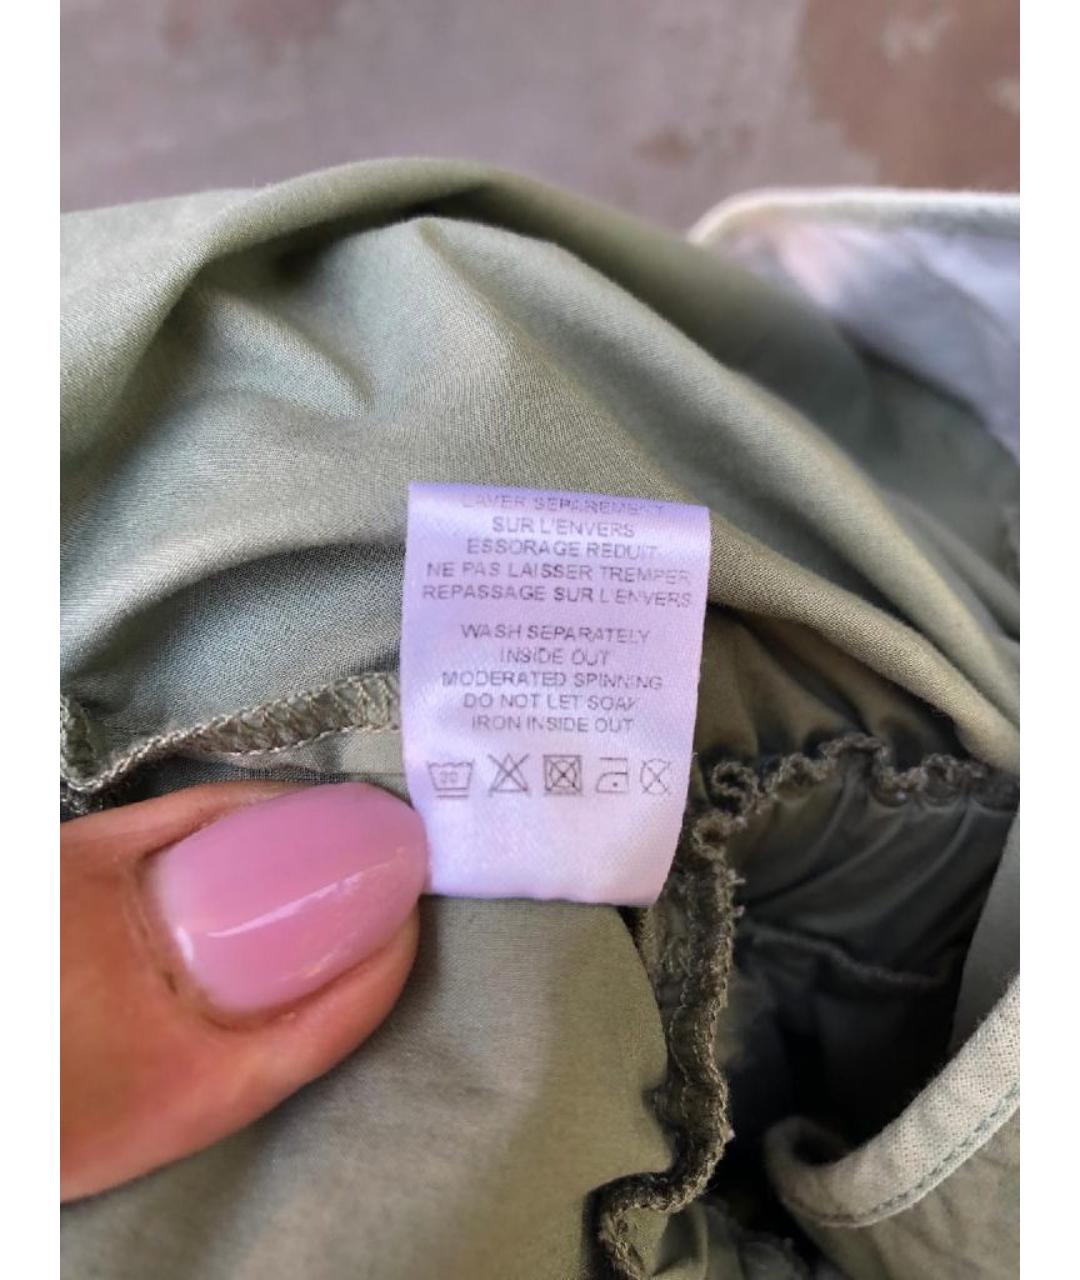 LAVER SEPAREMENT
SUR L'ENVERS
ESSORAGE REDUIT
NE PAS LAISSER TREMPER
REPASSAGE SUR L'ENVERS
WASH SEPARATELY
INSIDE OUT
MODERATED SPINNING
DO NOT LET SOAK
IRON INSIDE OUT
30